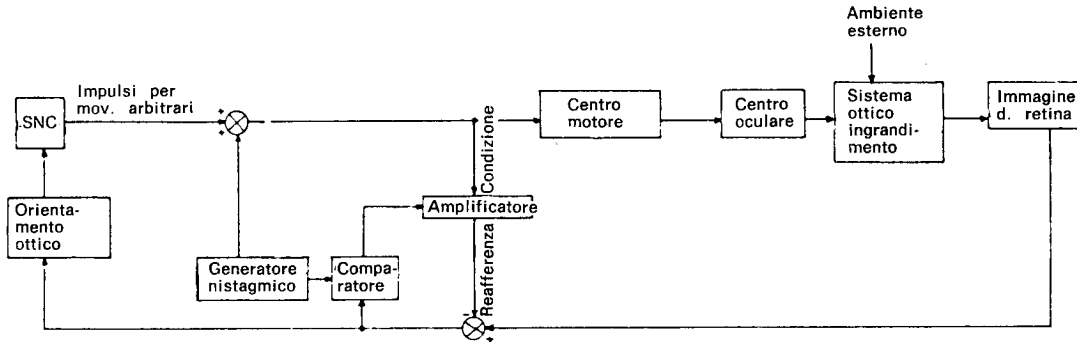 Ambiente
esterno
Impulsi per
mov. arbitrari
SNC
+
+
Condizione
Centro
motore
Centro
oculare
Sistema
ottico
ingrandi-
mento
Immagine
d. retina
Orienta-
mento
ottico
Amplificatore
Reafferenza
Generatore
nistagmico
Compa-
ratore
-
+